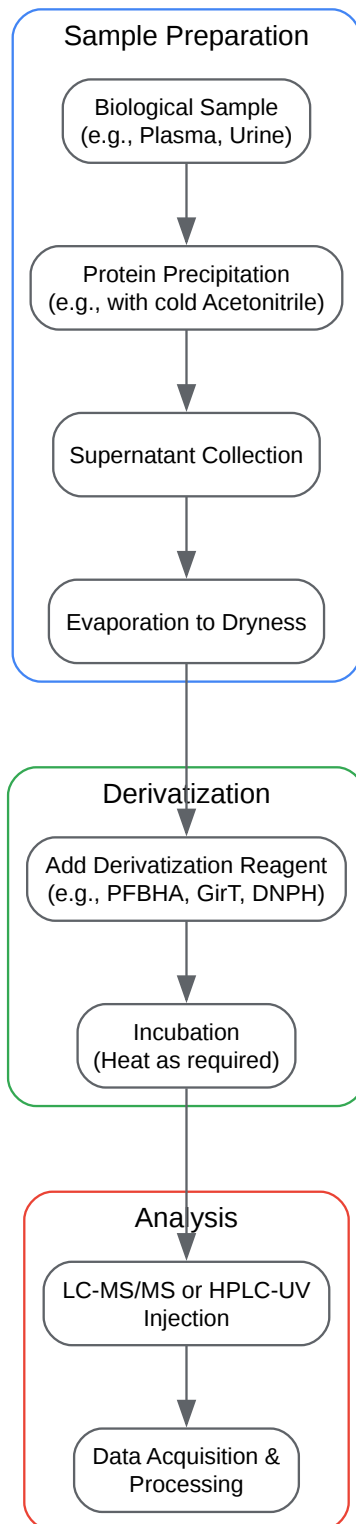 Sample Preparation
Biological Sample
(e.g., Plasma, Urine)
Protein Precipitation
(e.g., with cold Acetonitrile)
Supernatant Collection
Evaporation to Dryness
Derivatization
Add Derivatization Reagent
(e.g., PFBHA, GirT, DNPH)
Incubation
(Heat as required)
Analysis
LC-MS/MS or HPLC-UV
Injection
Data Acquisition &
Processing